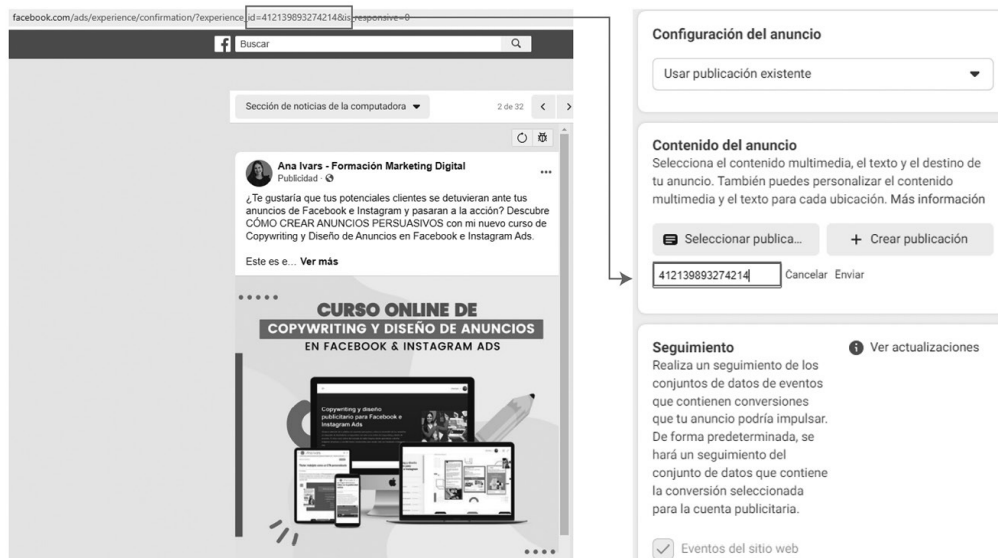 facebook.com/ads/experience/confirmation/?experience_id=412139893274214&is_responsive=0
Buscar
Sección de noticias de la computadora
2 de 32
Ana Ivars - Formación Marketing Digital
Publicidad ·
¿Te gustaría que tus potenciales clientes se detuvieran ante tus
anuncios de Facebook e Instagram y pasaran a la acción? Descubre
CÓMO CREAR ANUNCIOS PERSUASIVOS con mi nuevo curso de
Copywriting y Diseño de Anuncios en Facebook e Instagram Ads.
Este es e... Ver más
CURSO ONLINE DE
COPYWRITING Y DISEÑO DE ANUNCIOS
EN FACEBOOK & INSTAGRAM ADS
Copywriting y diseño
publicitario para Facebook e
Instagram Ads
Configuración del anuncio
Usar publicación existente
Contenido del anuncio
Selecciona el contenido multimedia, el texto y el destino de
tu anuncio. También puedes personalizar el contenido
multimedia y el texto para cada ubicación. Más información
Seleccionar publica...
+ Crear publicación
412139893274214
Cancelar Enviar
Seguimiento
Ver actualizaciones
Realiza un seguimiento de los
conjuntos de datos de eventos
que contienen conversiones
que tu anuncio podría impulsar.
De forma predeterminada, se
hará un seguimiento del
conjunto de datos que contiene
la conversión seleccionada
para la cuenta publicitaria.
Eventos del sitio web